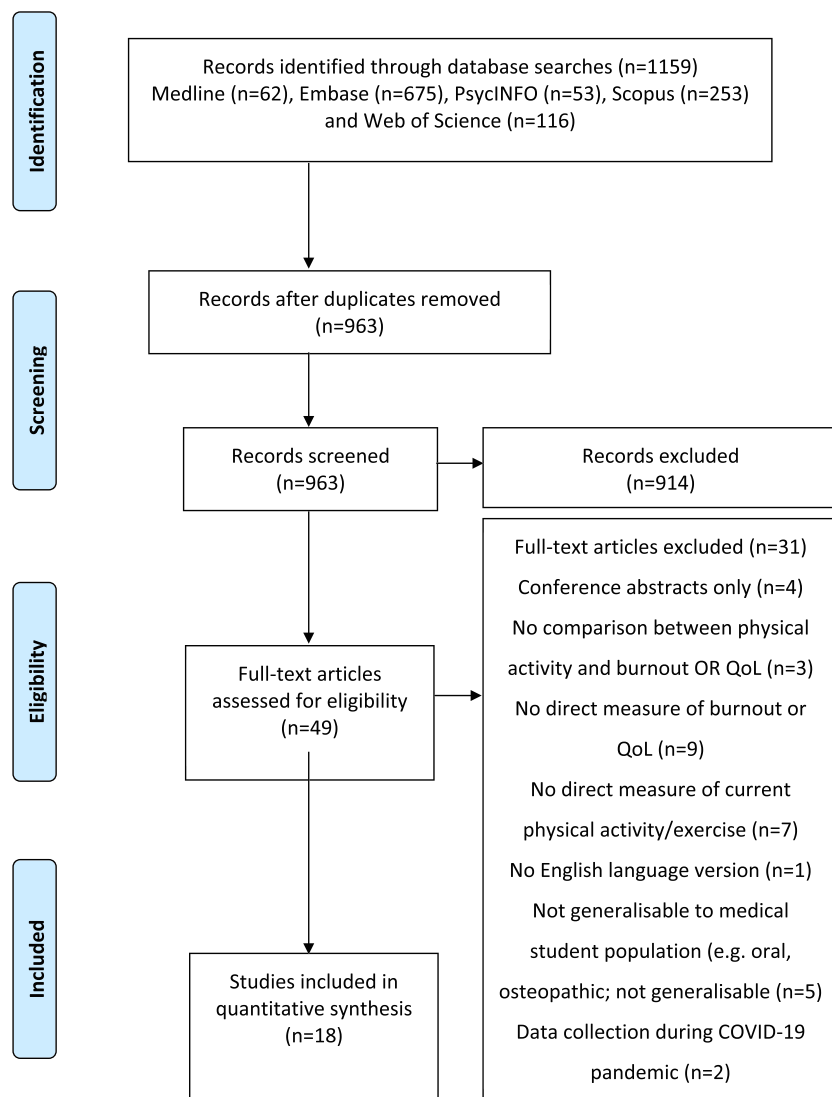 Identification
Records identified through database searches (n=1159)
Medline (n=62), Embase (n=675), PsycINFO (n=53), Scopus (n=253)
and Web of Science (n=116)
Screening
Records after duplicates removed
(n=963)
Records screened
(n=963)
Records excluded
(n=914)
Eligibility
Full-text articles
assessed for eligibility
(n=49)
Full-text articles excluded (n=31)
Conference abstracts only (n=4)
No comparison between physical
activity and burnout OR QoL (n=3)
No direct measure of burnout or
QoL (n=9)
No direct measure of current
physical activity/exercise (n=7)
No English language version (n=1)
Not generalisable to medical
student population (e.g. oral,
osteopathic; not generalisable (n=5)
Data collection during COVID-19
pandemic (n=2)
Included
Studies included in
quantitative synthesis
(n=18)